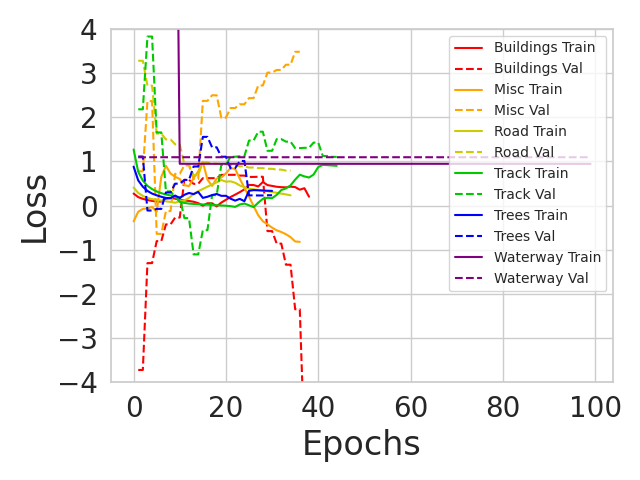 4
3
2
1
0
−1
−2
−3
−4
Loss
0
20
40
60
80
100
Epochs
Buildings Train
Buildings Val
Misc Train
Misc Val
Road Train
Road Val
Track Train
Track Val
Trees Train
Trees Val
Waterway Train
Waterway Val